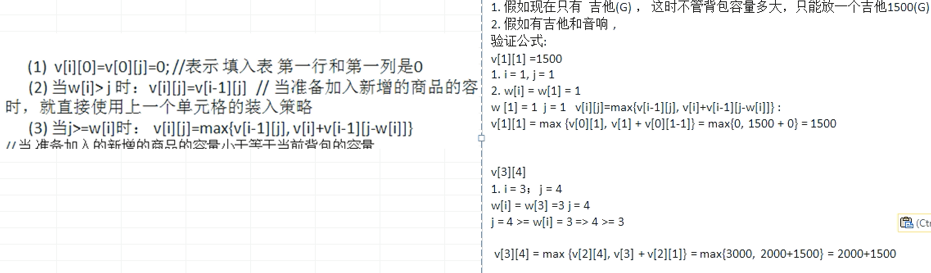 (1) v[i][0]=v[0][j]=0; //表示 填入表 第一行和第一列是0
(2) 当w[i]> j 时：v[i][j]=v[i-1][j] // 当准备加入新增的商品的容
时，就直接使用上一个单元格的装入策略
(3) 当j>=w[i]时： v[i][j]=max{v[i-1][j], v[i]+v[i-1][j-w[i]]}
// 当 准备加入的新增的商品的容量小于等于当前背包的容量
1. 假如现在只有 吉他(G) ， 这时不管背包容量多大，只能放一个吉他1500(G)
2. 假如有吉他和音响，
验证公式:
v[1][1] =1500
1. i = 1, j = 1
2. w[i] = w[1] = 1
w [1] = 1 j = 1 v[i][j]=max{v[i-1][j], v[i]+v[i-1][j-w[i]]} :
v[1][1] = max {v[0][1], v[1] + v[0][1-1]} = max{0, 1500 + 0} = 1500
v[3][4]
1. i = 3；j = 4
w[i] = w[3] =3 j = 4
j = 4 >= w[i] = 3 => 4 >= 3
v[3][4] = max {v[2][4], v[3] + v[2][1]} = max{3000, 2000+1500} = 2000+1500